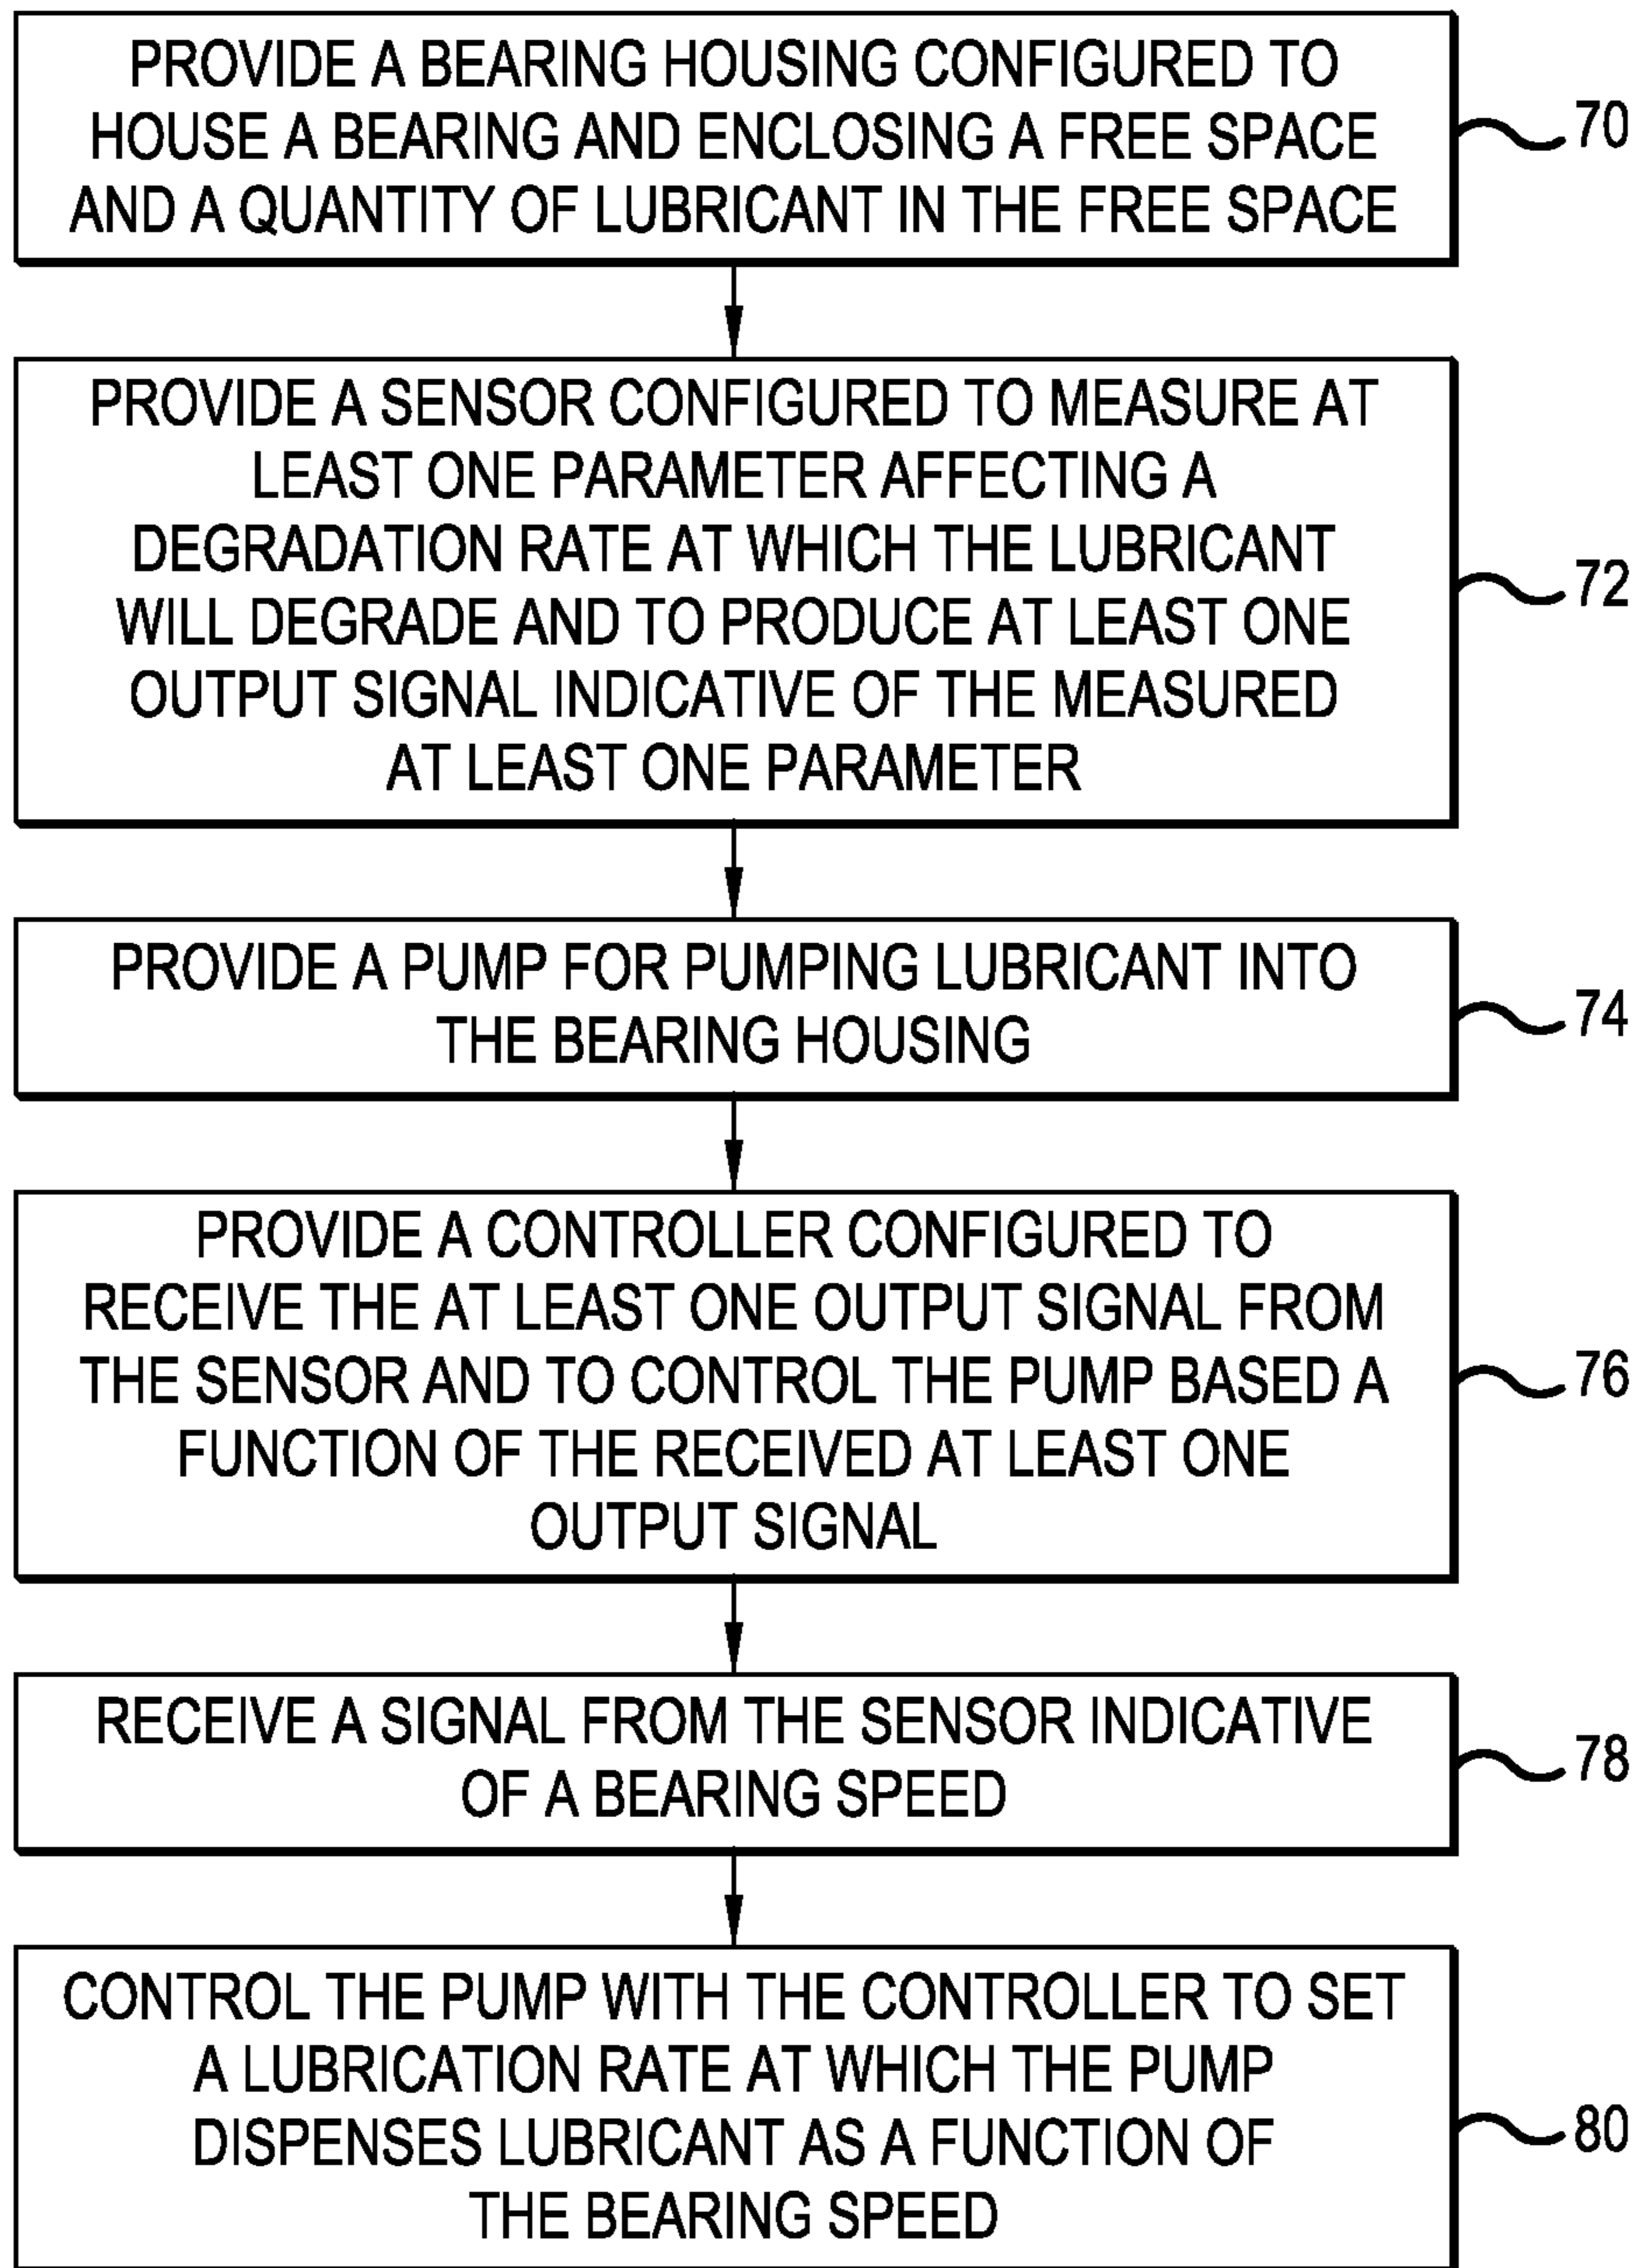 PROVIDE A BEARING HOUSING CONFIGURED TO
HOUSE A BEARING AND ENCLOSING A FREE SPACE
AND A QUANTITY OF LUBRICANT IN THE FREE SPACE
70
PROVIDE A SENSOR CONFIGURED TO MEASURE AT
LEAST ONE PARAMETER AFFECTING A
DEGRADATION RATE AT WHICH THE LUBRICANT
WILL DEGRADE AND TO PRODUCE AT LEAST ONE
OUTPUT SIGNAL INDICATIVE OF THE MEASURED
AT LEAST ONE PARAMETER
72
PROVIDE A PUMP FOR PUMPING LUBRICANT INTO
THE BEARING HOUSING
74
PROVIDE A CONTROLLER CONFIGURED TO
RECEIVE THE AT LEAST ONE OUTPUT SIGNAL FROM
THE SENSOR AND TO CONTROL THE PUMP BASED A
FUNCTION OF THE RECEIVED AT LEAST ONE
OUTPUT SIGNAL
76
RECEIVE A SIGNAL FROM THE SENSOR INDICATIVE
OF A BEARING SPEED
78
CONTROL THE PUMP WITH THE CONTROLLER TO SET
A LUBRICATION RATE AT WHICH THE PUMP
DISPENSES LUBRICANT AS A FUNCTION OF
THE BEARING SPEED
80